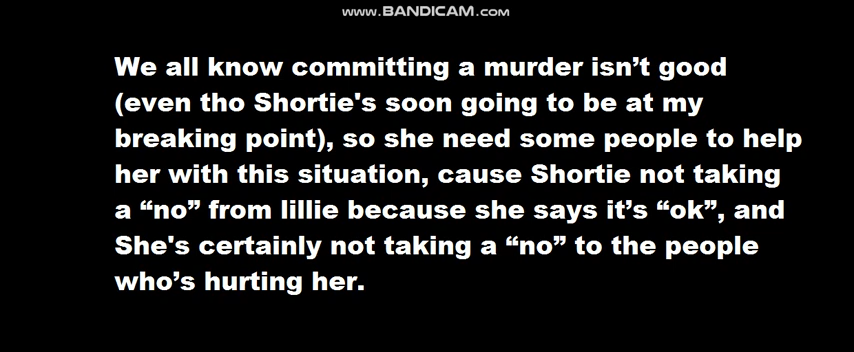 www.BANDICAM.com
We all know committing a murder isn’t good
(even tho Shortie's soon going to be at my
breaking point), so she need some people to help
her with this situation, cause Shortie not taking
a “no” from lillie because she says it’s “ok”, and
She's certainly not taking a “no” to the people
who’s hurting her.